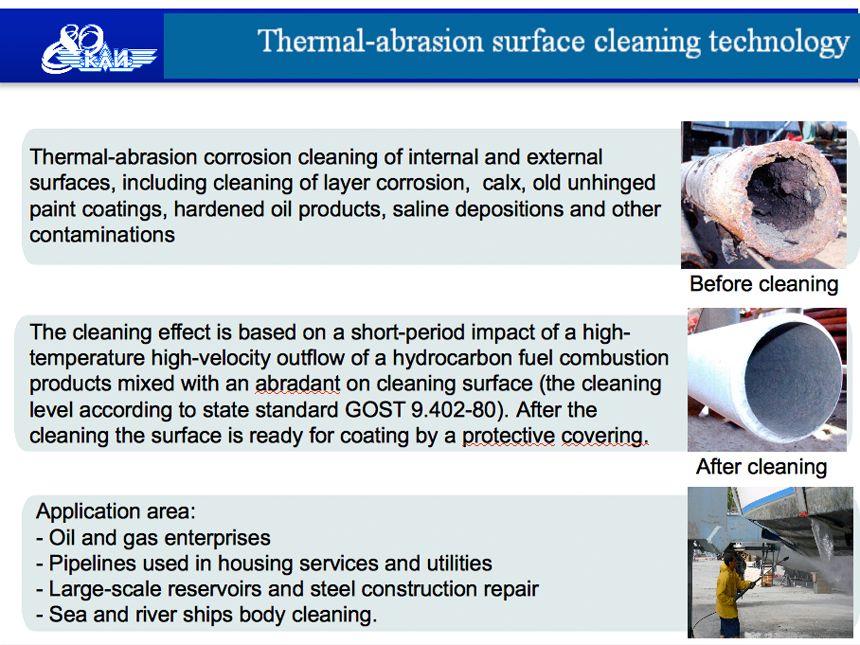 80
КАИ
Thermal-abrasion surface cleaning technology
Thermal-abrasion corrosion cleaning of internal and external
surfaces, including cleaning of layer corrosion, calx, old unhinged
paint coatings, hardened oil products, saline depositions and other
contaminations
Before cleaning
The cleaning effect is based on a short-period impact of a high-
temperature high-velocity outflow of a hydrocarbon fuel combustion
products mixed with an abradant on cleaning surface (the cleaning
level according to state standard GOST 9.402-80). After the
cleaning the surface is ready for coating by a protective covering.
After cleaning
Application area:
- Oil and gas enterprises
- Pipelines used in housing services and utilities
- Large-scale reservoirs and steel construction repair
- Sea and river ships body cleaning.